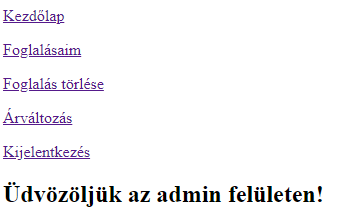 Kezdőlap
Foglalásaim
Foglalás törlése
Árváltozás
Kijelentkezés
Üdvözöljük az admin felületen!